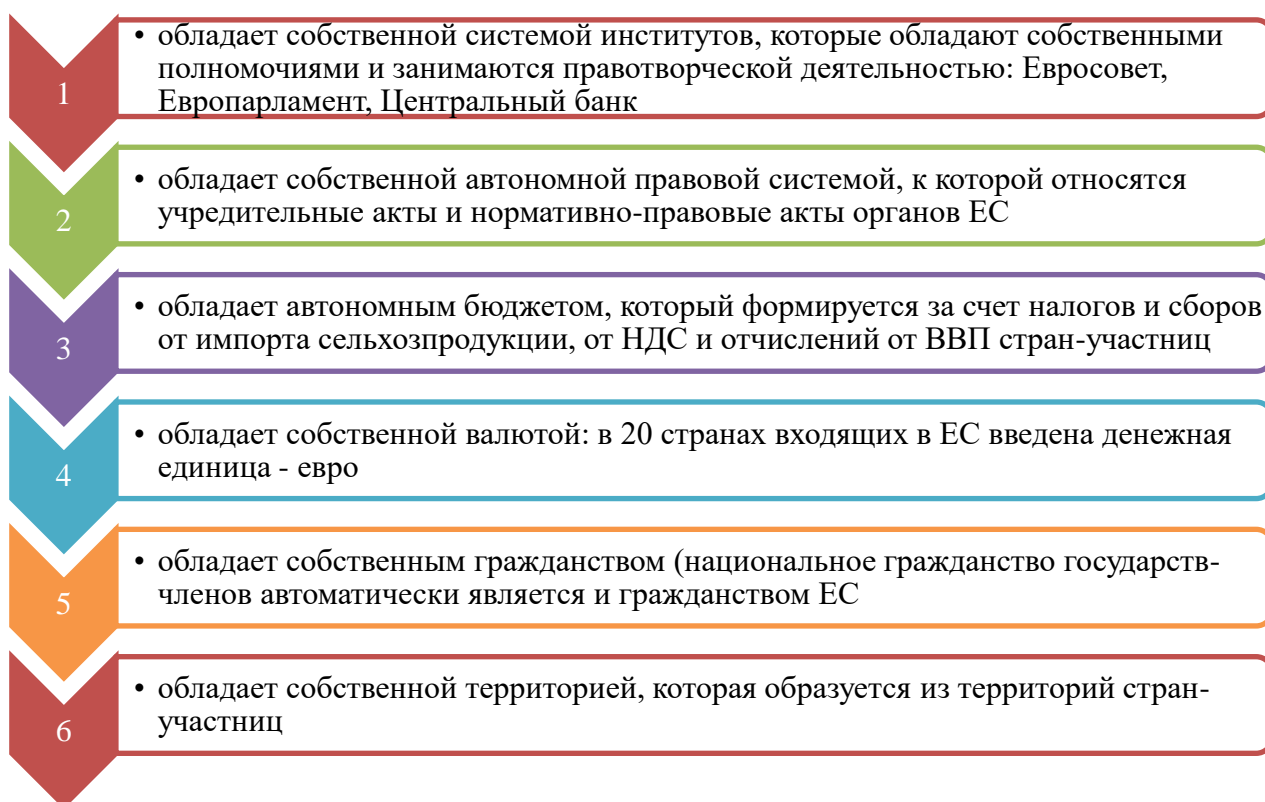 1
• обладает собственной системой институтов, которые обладают собственными
полномочиями и занимаются правотворческой деятельностью: Евросовет,
Европарламент, Центральный банк
2
• обладает собственной автономной правовой системой, к которой относятся
учредительные акты и нормативно-правовые акты органов ЕС
3
• обладает автономным бюджетом, который формируется за счет налогов и сборов
от импорта сельхозпродукции, от НДС и отчислений от ВВП стран-участниц
4
• обладает собственной валютой: в 20 странах входящих в ЕС введена денежная
единица - евро
5
• обладает собственным гражданством (национальное гражданство государств-
членов автоматически является и гражданством ЕС
6
• обладает собственной территорией, которая образуется из территорий стран-
участниц